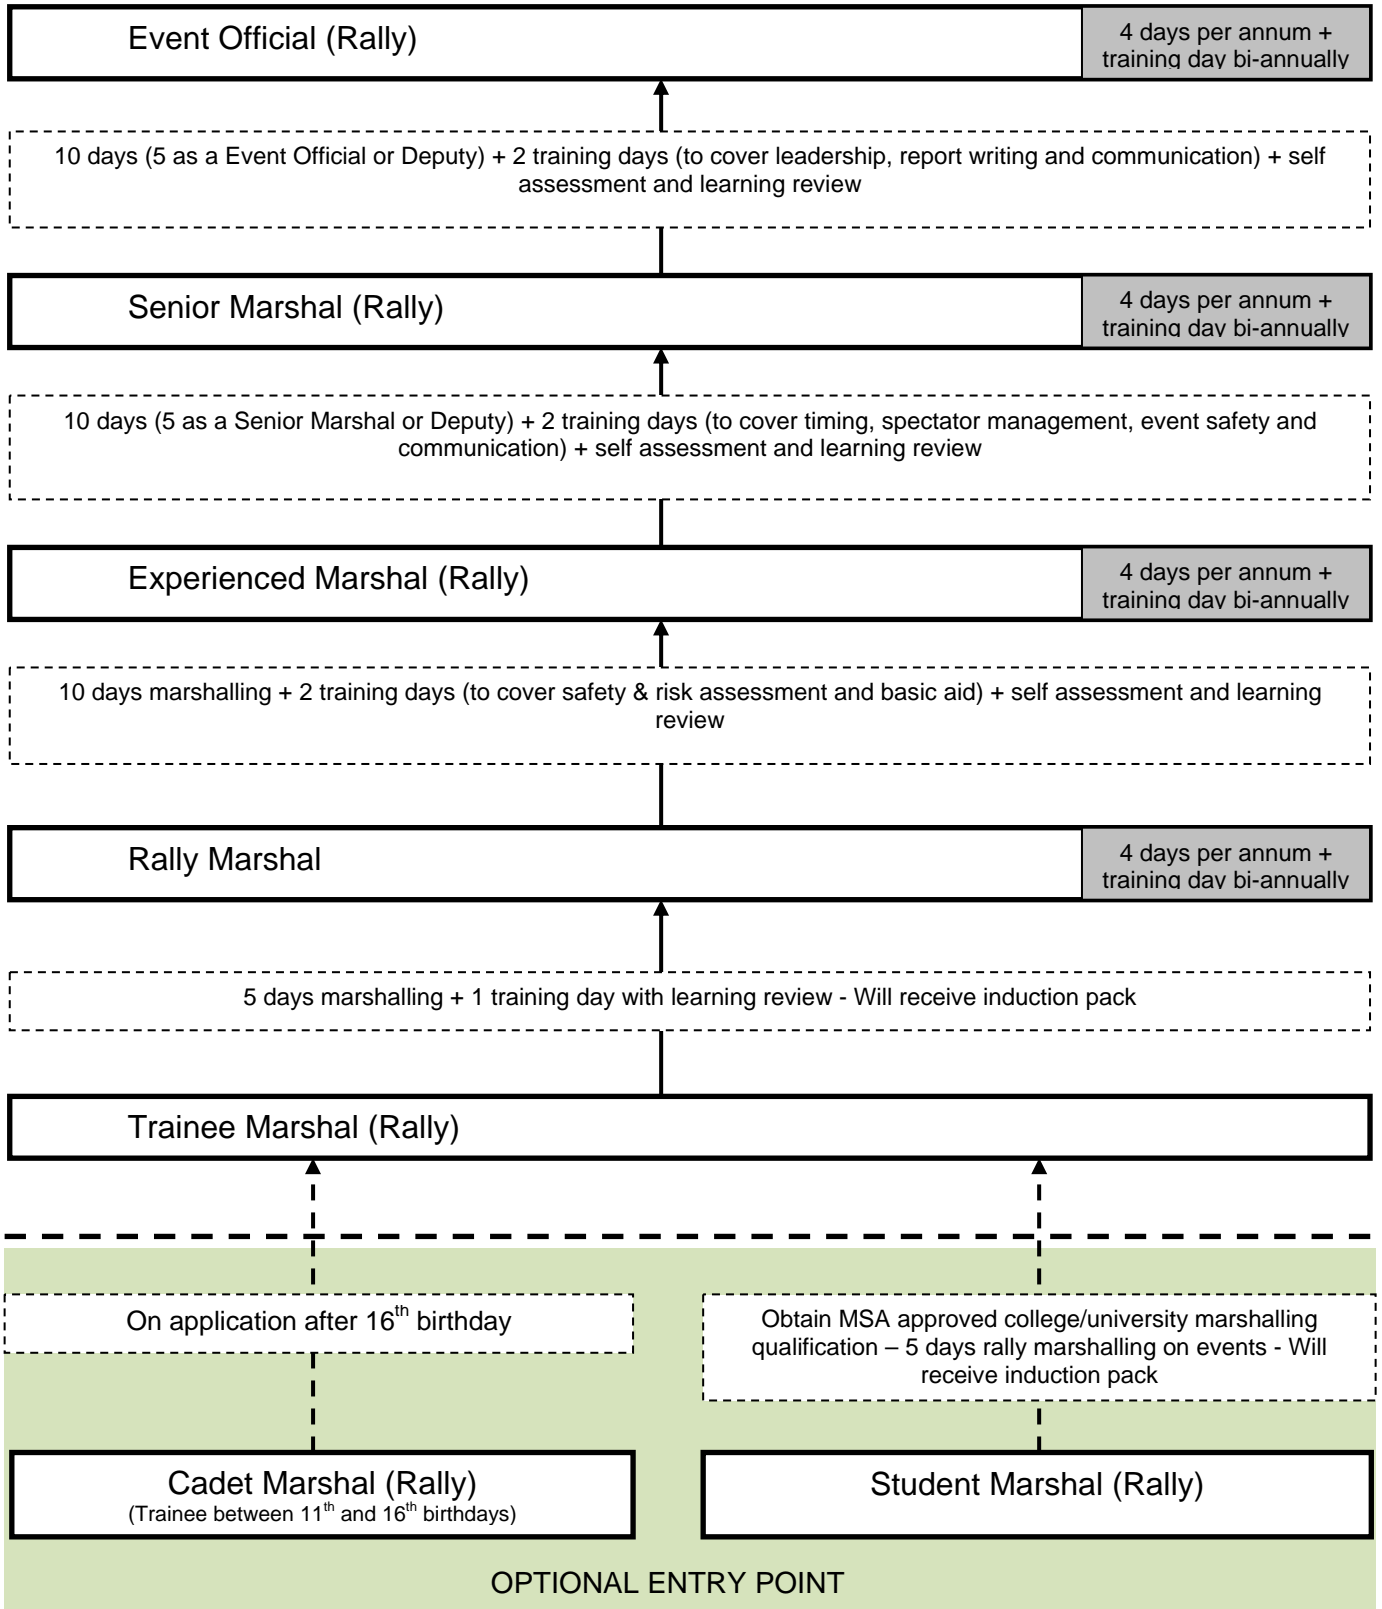 Event Official (Rally)
4 days per annum +
training day bi-annually
10 days (5 as a Event Official or Deputy) + 2 training days (to cover leadership, report writing and communication) + self
assessment and learning review
Senior Marshal (Rally)
4 days per annum +
training day bi-annually
10 days (5 as a Senior Marshal or Deputy) + 2 training days (to cover timing, spectator management, event safety and
communication) + self assessment and learning review
Experienced Marshal (Rally)
4 days per annum +
training day bi-annually
10 days marshalling + 2 training days (to cover safety & risk assessment and basic aid) + self assessment and learning
review
Rally Marshal
4 days per annum +
training day bi-annually
5 days marshalling + 1 training day with learning review - Will receive induction pack
Trainee Marshal (Rally)
On application after 16th birthday
Obtain MSA approved college/university marshalling
qualification – 5 days rally marshalling on events - Will
receive induction pack
Cadet Marshal (Rally)
(Trainee between 11th and 16th birthdays)
Student Marshal (Rally)
OPTIONAL ENTRY POINT